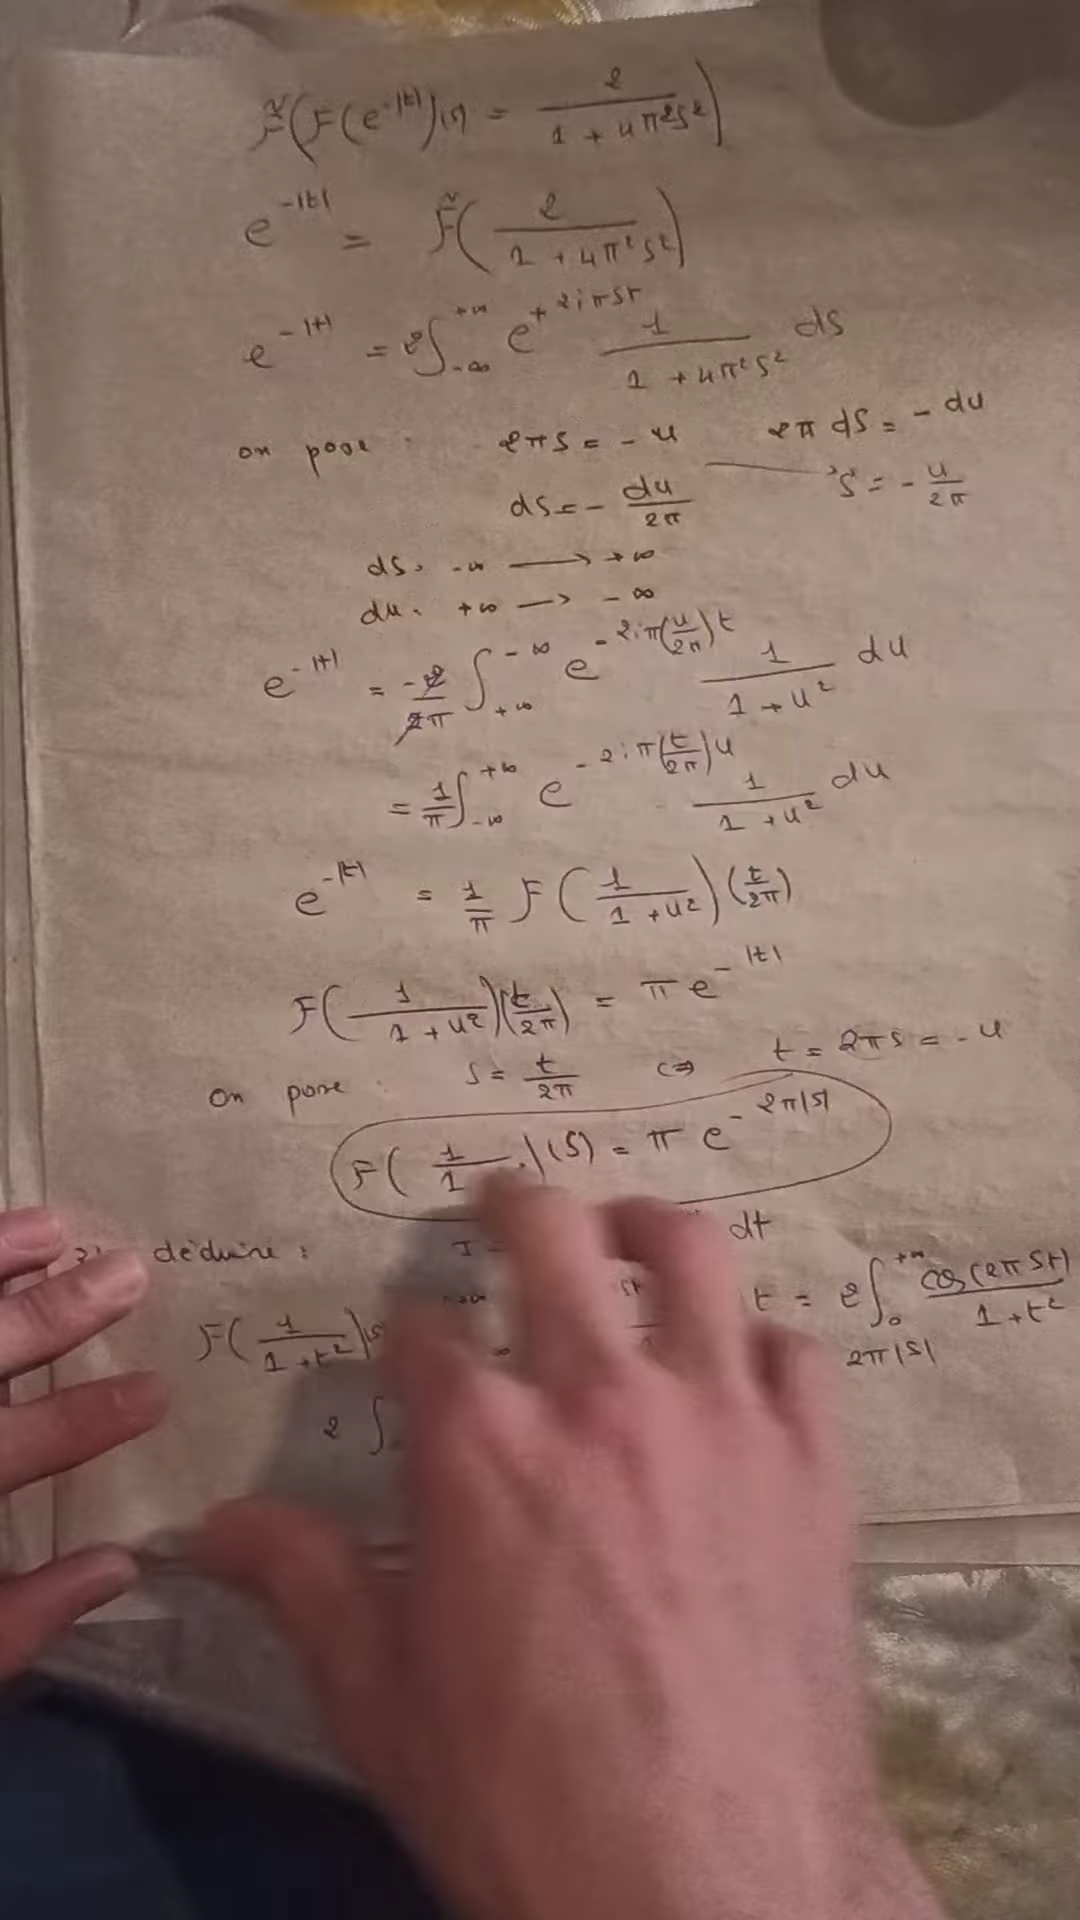 F̃(F(e^-|t|)(s) = 2/(1 + 4π²s²))
e^-|t| = F̃(2/(1 + 4π²s²))
e^-|t| = 2∫_-∞^+∞ e^(+2iπst) 1/(1 + 4π²s²) ds
on pose : 2πs = -u 2π ds = -du
ds = - du/2π s = - u/2π
ds. -∞ → +∞
du. +∞ → -∞
e^-|t| = -2/2π ∫_+∞^-∞ e^(-2iπ(u/2π)t) 1/(1 + u²) du
= 1/π ∫_-∞^+∞ e^(-2iπ(t/2π)u) 1/(1 + u²) du
e^-|t| = 1/π F(1/(1 + u²))(t/2π)
F(1/(1 + u²))(t/2π) = π e^-|t|
On pose : s = t/2π <=> t = 2πs = -u
F(1/1)(s) = π e^(-2π|s|)
déduire : I = dt
F(1/(1 + t²))(s t = 2∫_0^+∞ cos(2πst)/(1 + t²)
2 ∫ 2π|s|